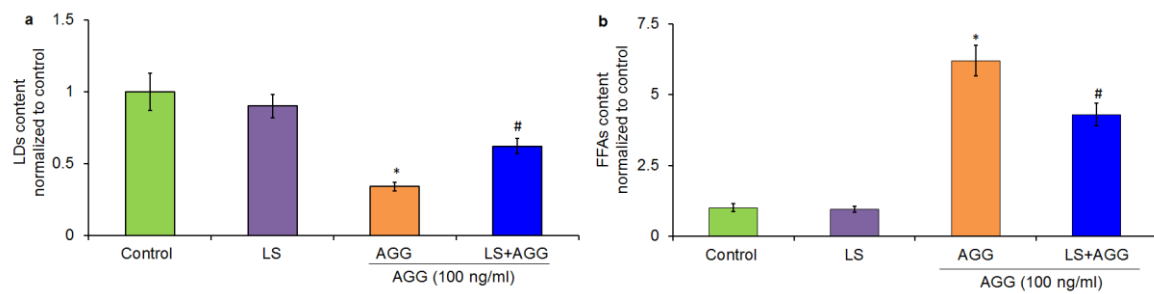 a
LDs content
normalized to control
1.5
1
0.5
0
*
#
Control LS AGG LS+AGG
AGG (100 ng/ml)
b
FFAs content
normalized to control
7.5
5
2.5
0
*
#
Control LS AGG LS+AGG
AGG (100 ng/ml)